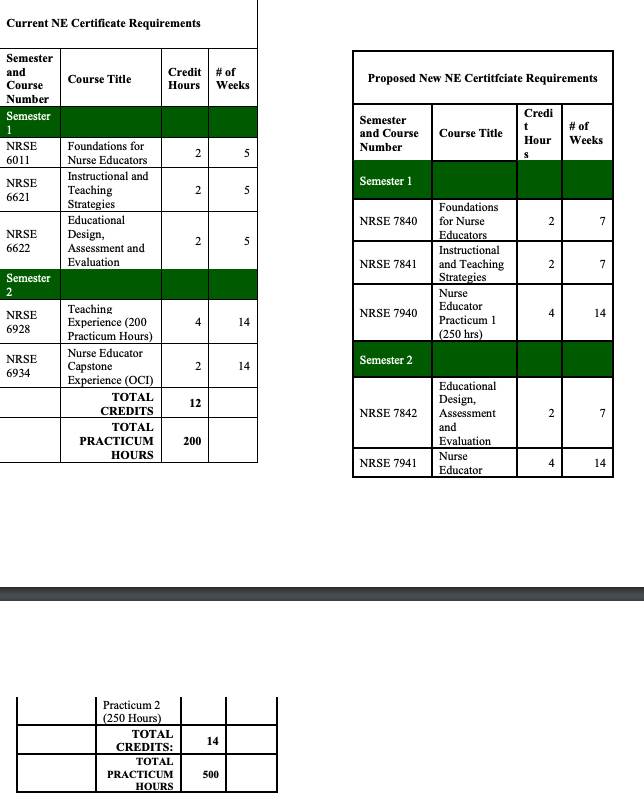 Current NE Certificate Requirements
Semester
and
Course
Number
Course Title
Credit
Hours
# of
Weeks
Semester
1
NRSE
6011
Foundations for
Nurse Educators
2
5
NRSE
6621
Instructional and
Teaching
Strategies
2
5
NRSE
6622
Educational
Design,
Assessment and
Evaluation
2
5
Semester
2
NRSE
6928
Teaching
Experience (200
Practicum Hours)
4
14
NRSE
6934
Nurse Educator
Capstone
Experience (OCI)
2
14
TOTAL
CREDITS
12
TOTAL
PRACTICUM
HOURS
200
Proposed New NE Certitfciate Requirements
Semester
and Course
Number
Course Title
Credi
t
Hour
s
# of
Weeks
Semester 1
NRSE 7840
Foundations
for Nurse
Educators
2
7
NRSE 7841
Instructional
and Teaching
Strategies
2
7
NRSE 7940
Nurse
Educator
Practicum 1
(250 hrs)
4
14
Semester 2
NRSE 7842
Educational
Design,
Assessment
and
Evaluation
2
7
NRSE 7941
Nurse
Educator
4
14
Practicum 2
(250 Hours)
TOTAL
CREDITS:
14
TOTAL
PRACTICUM
HOURS
500